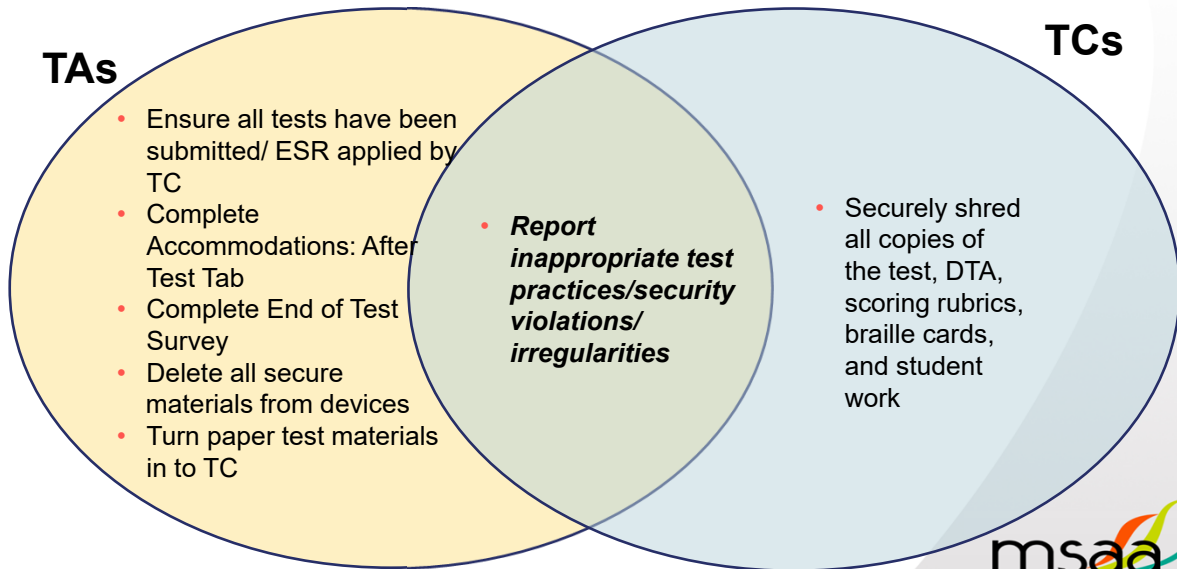 TAs
• Ensure all tests have been
submitted/ ESR applied by
TC
• Complete
Accommodations: After
Test Tab
• Complete End of Test
Survey
• Delete all secure
materials from devices
• Turn paper test materials
in to TC
• Report
inappropriate test
practices/security
violations/
irregularities
TCs
• Securely shred
all copies of
the test, DTA,
scoring rubrics,
braille cards,
and student
work
msaa